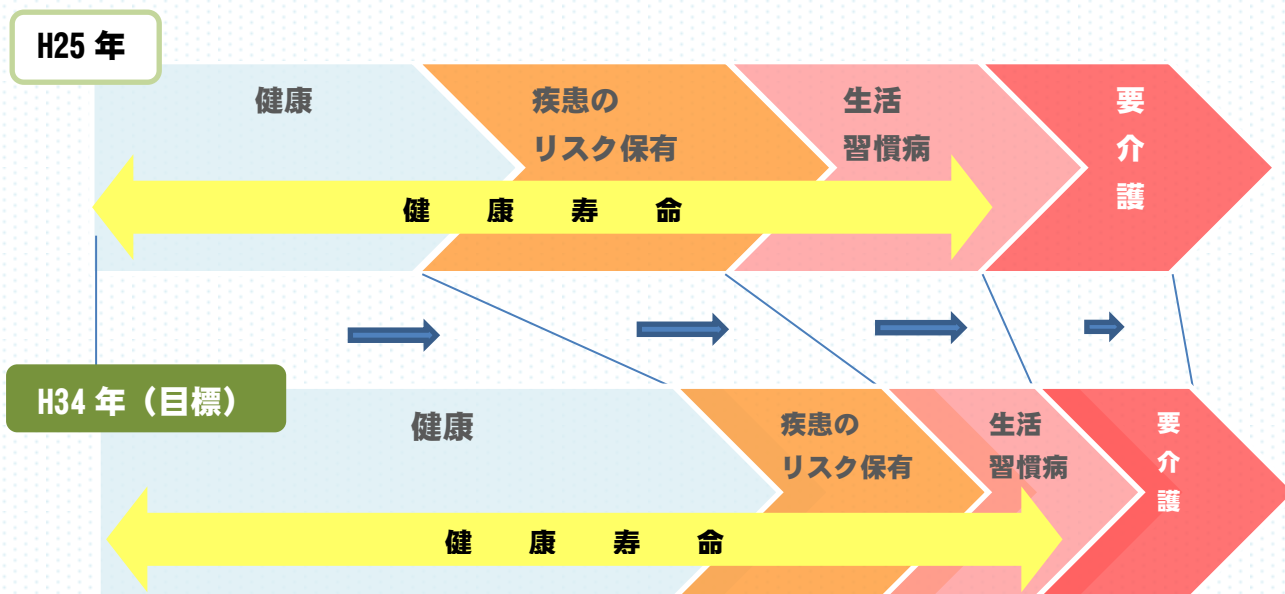 H25 年
健康
疾患の
リスク保有
生活
習慣病
要
介
護
健 康 寿 命
H34 年（目標）
健康
疾患の
リスク保有
生活
習慣病
要
介
護
健 康 寿 命